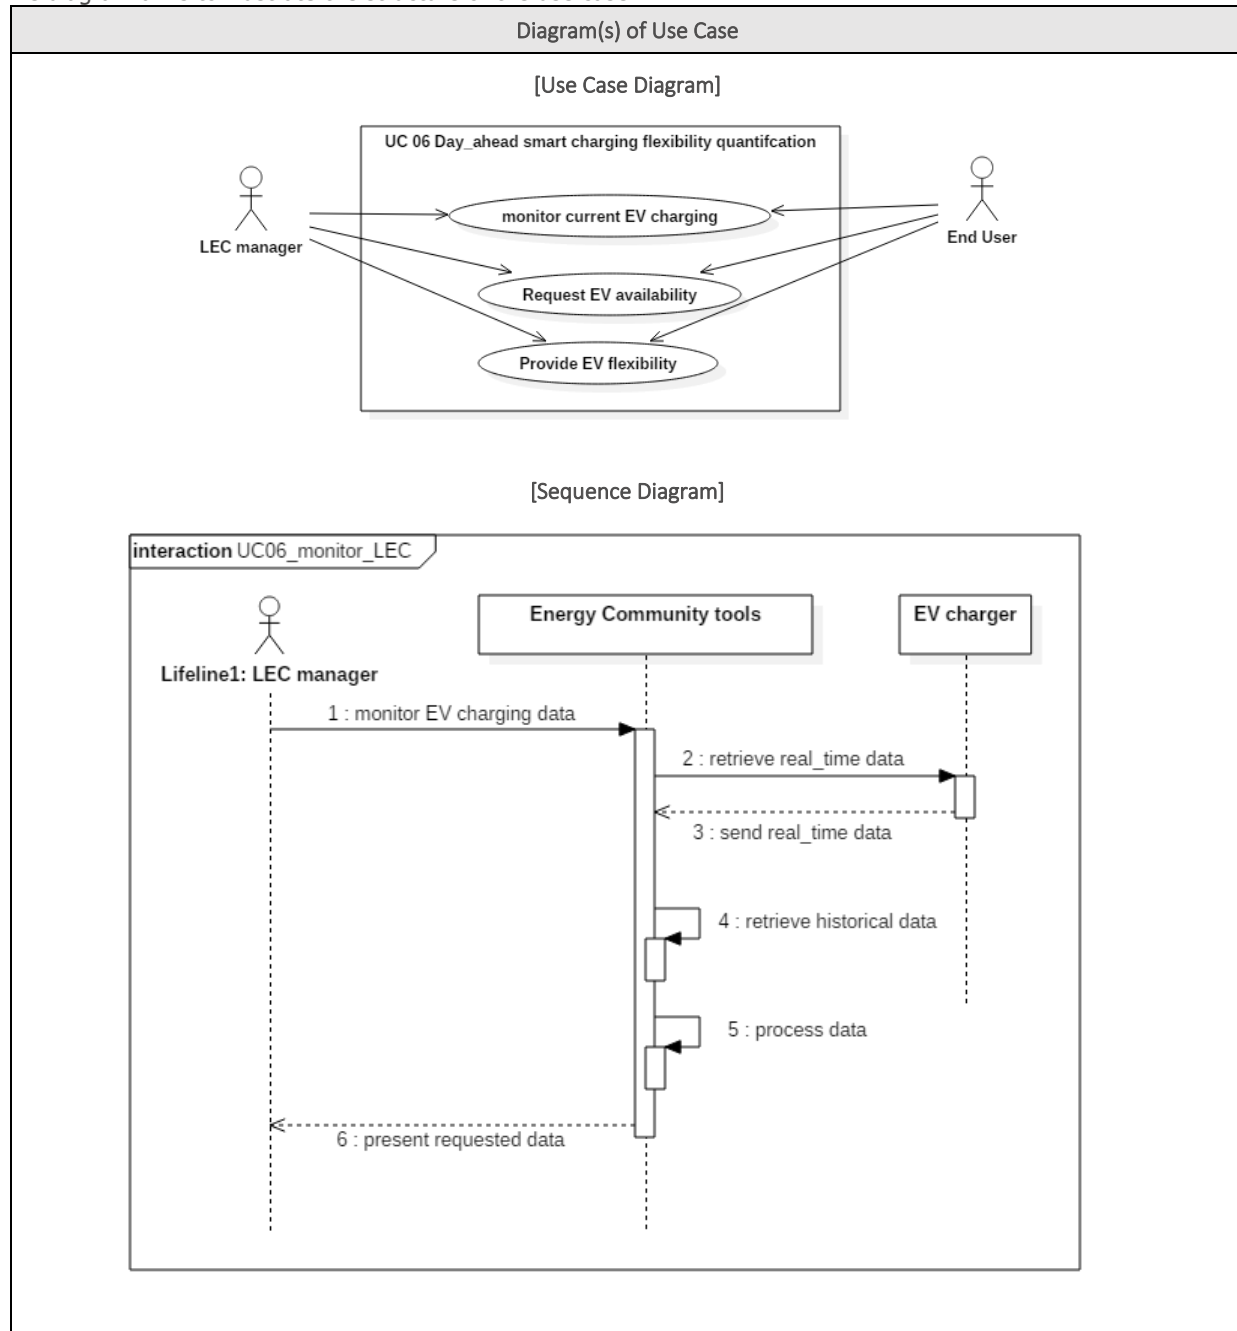 Diagram(s) of Use Case
[Use Case Diagram]
UC 06 Day_ahead smart charging flexibility quantifcation
monitor current EV charging
LEC manager
End User
Request EV availability
Provide EV flexibility
[Sequence Diagram]
interaction UC06_monitor_LEC
Energy Community tools
EV charger
Lifeline1: LEC manager
1 : monitor EV charging data
2 : retrieve real_time data
3 : send real_time data
4 : retrieve historical data
5 : process data
6 : present requested data